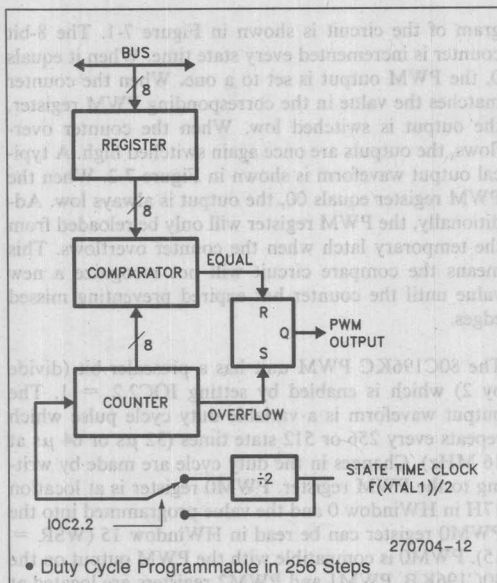 gram of the circuit is shown in Figure 7-1. The 8-bit
counter is incremented every state time. When it equals
0, the PWM output is set to a one. When the counter
matches the value in the corresponding PWM register,
he output is switched low. When the counter over-
lows, the outputs are once again switched high. A typi-
cal output waveform is shown in Figure 7-2. When the
PWM register equals 00, the output is always low. Ad-
ditionally, the PWM register will only be reloaded from
he temporary latch when the counter overflows. This
means the compare circuit will not a new
value until the counter has expired preventing missed
edges.
The 80C196KC PWM has a prescaler bit (divide
by 2) which is enabled by setting IOC2.2 = 1. The
output waveform is a duty cycle pulse which
repeats every 256 or 512 state times (32 µs or 64 µs at
16 MHz). Changes in the duty cycle are made by writ-
ng to the PWM register. PWM0 register is at location
17H in HWindow 0 and the value programmed into the
PWM0 register can be read in HWindow 15 (WSR =
15). PWM0 is compatible with the PWM output on the
BUS
8
REGISTER
8
COMPARATOR
EQUAL
8
R
Q
S
PWM
OUTPUT
COUNTER
OVERFLOW
÷2
STATE TIME CLOCK
(F(XTAL1)/2)
IOC2.2
270704-12
• Duty Cycle Programmable in 256 Steps